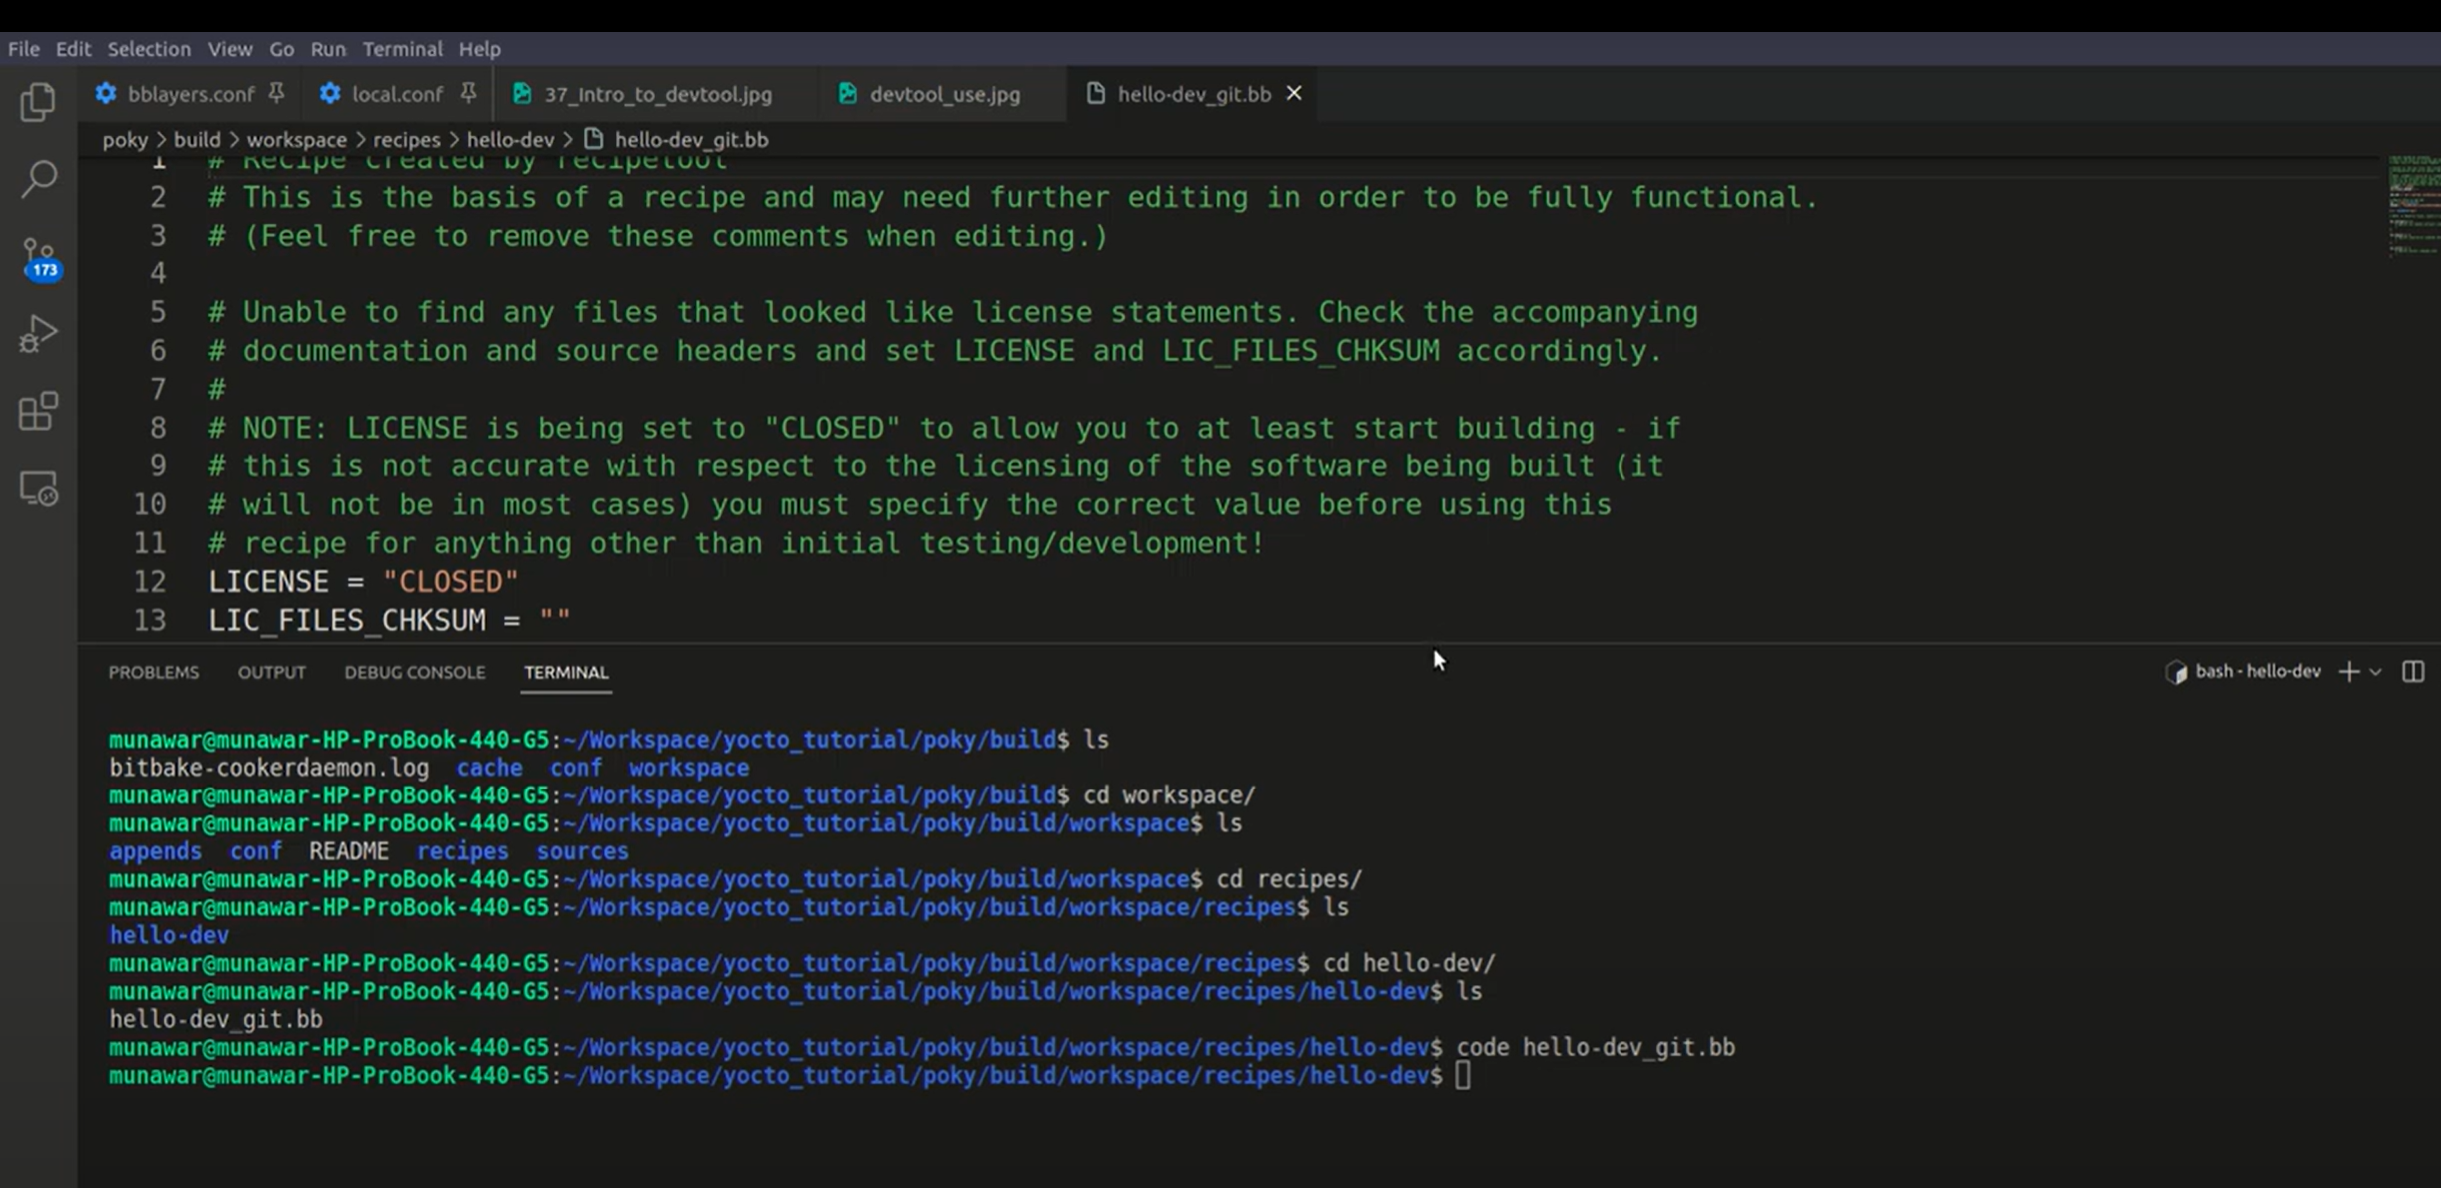 File Edit Selection View Go Run Terminal Help
bblayers.conf local.conf 37_Intro_to_devtool.jpg devtool_use.jpg hello-dev_git.bb
poky > build > workspace > recipes > hello-dev > hello-dev_git.bb
1 # Recipe created by recipetool
2 # This is the basis of a recipe and may need further editing in order to be fully functional.
3 # (Feel free to remove these comments when editing.)
4
173
5 # Unable to find any files that looked like license statements. Check the accompanying
6 # documentation and source headers and set LICENSE and LIC_FILES_CHKSUM accordingly.
7 #
8 # NOTE: LICENSE is being set to "CLOSED" to allow you to at least start building - if
9 # this is not accurate with respect to the licensing of the software being built (it
10 # will not be in most cases) you must specify the correct value before using this
11 # recipe for anything other than initial testing/development!
12 LICENSE = "CLOSED"
13 LIC_FILES_CHKSUM = ""
PROBLEMS OUTPUT DEBUG CONSOLE TERMINAL bash - hello-dev
munawar@munawar-HP-ProBook-440-G5:~/Workspace/yocto_tutorial/poky/build$ ls
bitbake-cookerdaemon.log cache conf workspace
munawar@munawar-HP-ProBook-440-G5:~/Workspace/yocto_tutorial/poky/build$ cd workspace/
munawar@munawar-HP-ProBook-440-G5:~/Workspace/yocto_tutorial/poky/build/workspace$ ls
appends conf README recipes sources
munawar@munawar-HP-ProBook-440-G5:~/Workspace/yocto_tutorial/poky/build/workspace$ cd recipes/
munawar@munawar-HP-ProBook-440-G5:~/Workspace/yocto_tutorial/poky/build/workspace/recipes$ ls
hello-dev
munawar@munawar-HP-ProBook-440-G5:~/Workspace/yocto_tutorial/poky/build/workspace/recipes$ cd hello-dev/
munawar@munawar-HP-ProBook-440-G5:~/Workspace/yocto_tutorial/poky/build/workspace/recipes/hello-dev$ ls
hello-dev_git.bb
munawar@munawar-HP-ProBook-440-G5:~/Workspace/yocto_tutorial/poky/build/workspace/recipes/hello-dev$ code hello-dev_git.bb
munawar@munawar-HP-ProBook-440-G5:~/Workspace/yocto_tutorial/poky/build/workspace/recipes/hello-dev$